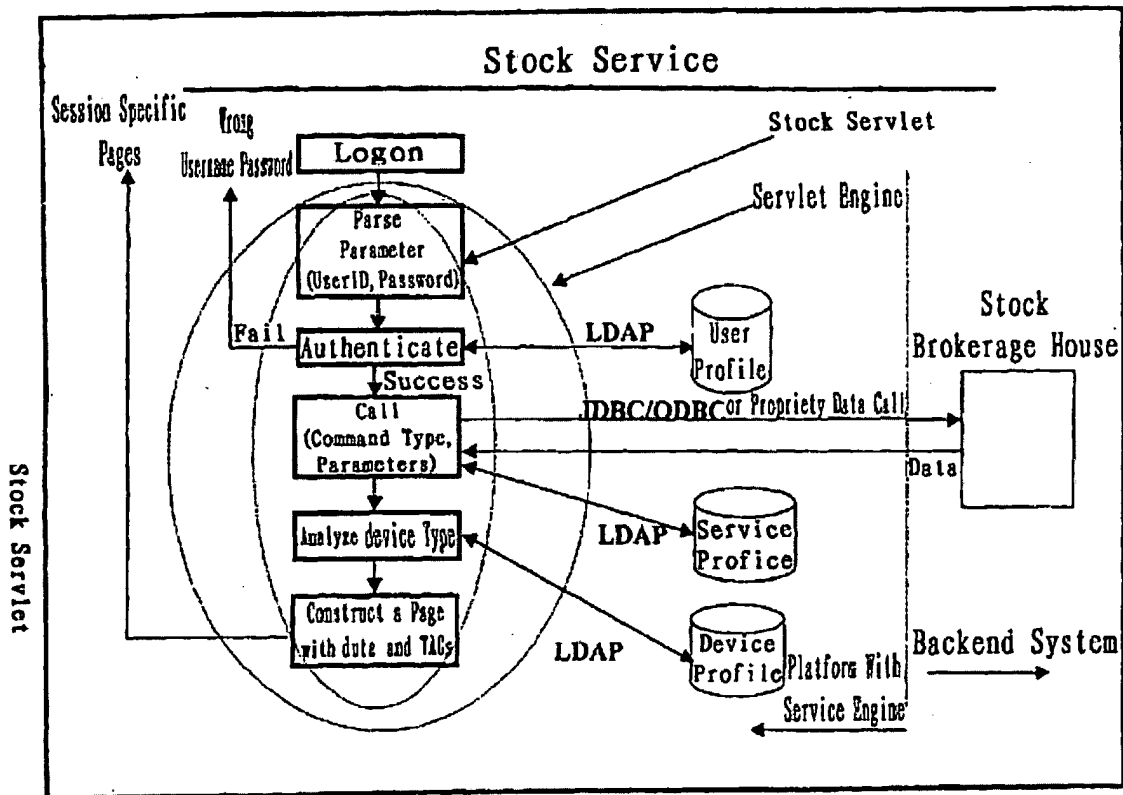 Stock Service
Session Specific
Pages
Wrong
Username Password
Logon
Stock Servlet
Servlet Engine
Parse
Parameter
(UserID, Password)
Fail
Authenticate
LDAP
User
Profile
Stock
Brokerage House
Success
Call
(Command Type,
Parameters)
JDBC/ODBC or Propriety Data Call
Data
LDAP
Service
Profice
Analyze device Type
Construct a Page
with duta and TAGs
LDAP
Device
Profile
Platform With
Service Engine
Backend System
Stock Servlet